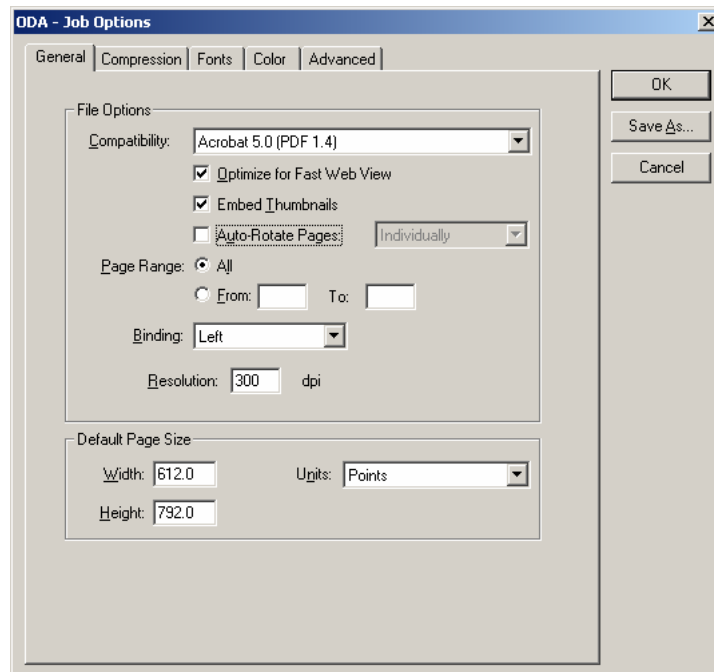 ODA - Job Options
General Compression Fonts Color Advanced
OK
Save As...
Cancel
File Options
Compatibility: Acrobat 5.0 (PDF 1.4)
Optimize for Fast Web View
Embed Thumbnails
Auto-Rotate Pages: Individually
Page Range: All
From: To:
Binding: Left
Resolution: 300 dpi
Default Page Size
Width: 612.0 Units: Points
Height: 792.0